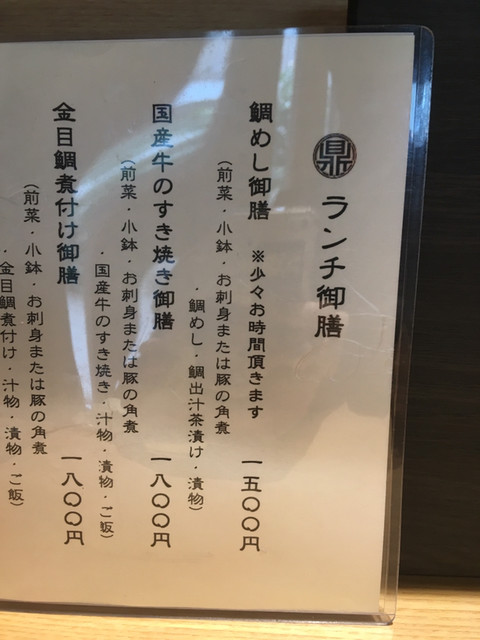 鼎 ランチ御膳
鯛めし御膳 ※少々お時間頂きます 一五〇〇円
(前菜・小鉢・お刺身または豚の角煮
・鯛めし・鯛出汁茶漬け・漬物)
国産牛のすき焼き御膳 一八〇〇円
(前菜・小鉢・お刺身または豚の角煮
・国産牛のすき焼き・汁物・漬物・ご飯)
金目鯛煮付け御膳 一八〇〇円
(前菜・小鉢・お刺身または豚の角煮
・金目鯛煮付け・汁物・漬物・ご飯)